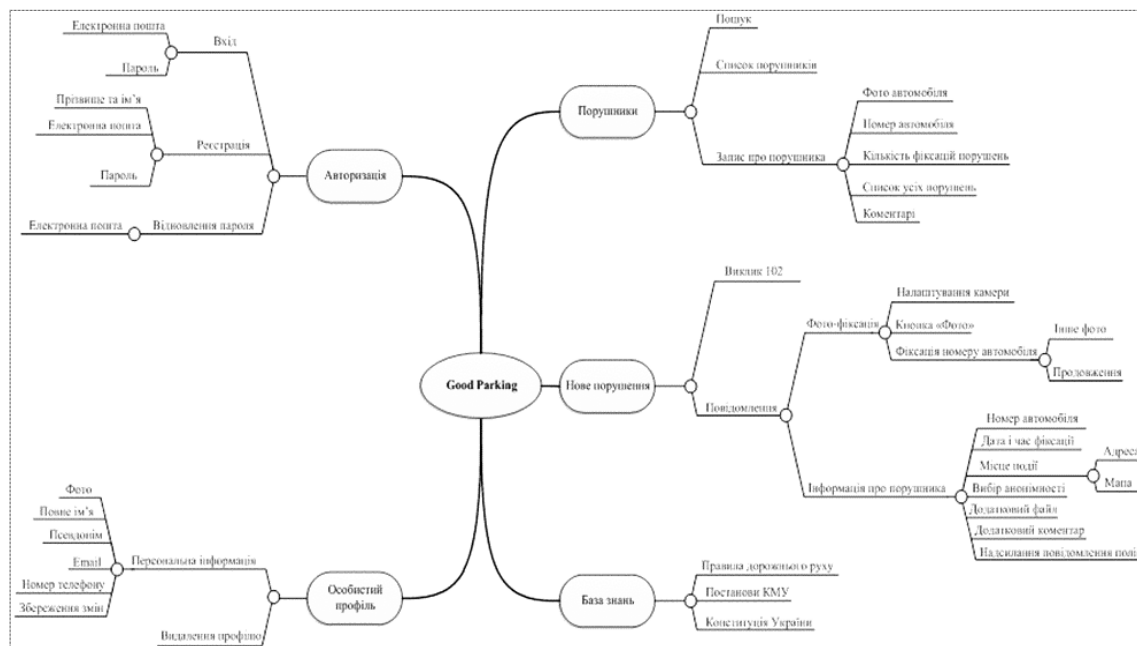 Електронна пошта
Вхід
Пароль
Прізвище та ім'я
Електронна пошта
Реєстрація
Пароль
Електронна пошта
Відновлення пароля
Авторизація
Пошук
Список порушників
Порушники
Запис про порушника
Фото автомобіля
Номер автомобіля
Кількість фіксацій порушень
Список усіх порушень
Коментарі
Good Parking
Виклик 102
Нове порушення
Повідомлення
Фото-фіксація
Налаштування камери
Кнопка «Фото»
Фіксація номеру автомобіля
Інше фото
Продовження
Інформація про порушника
Номер автомобіля
Дата і час фіксації
Місце події
Адреса
Мапа
Вибір анонімності
Додатковий файл
Додатковий коментар
Надсилання повідомлення полі
Фото
Повне ім'я
Псевдонім
Email
Номер телефону
Збереження змін
Персональна інформація
Видалення профілю
Особистий
профіль
База знань
Правила дорожнього руху
Постанови КМУ
Конституція України